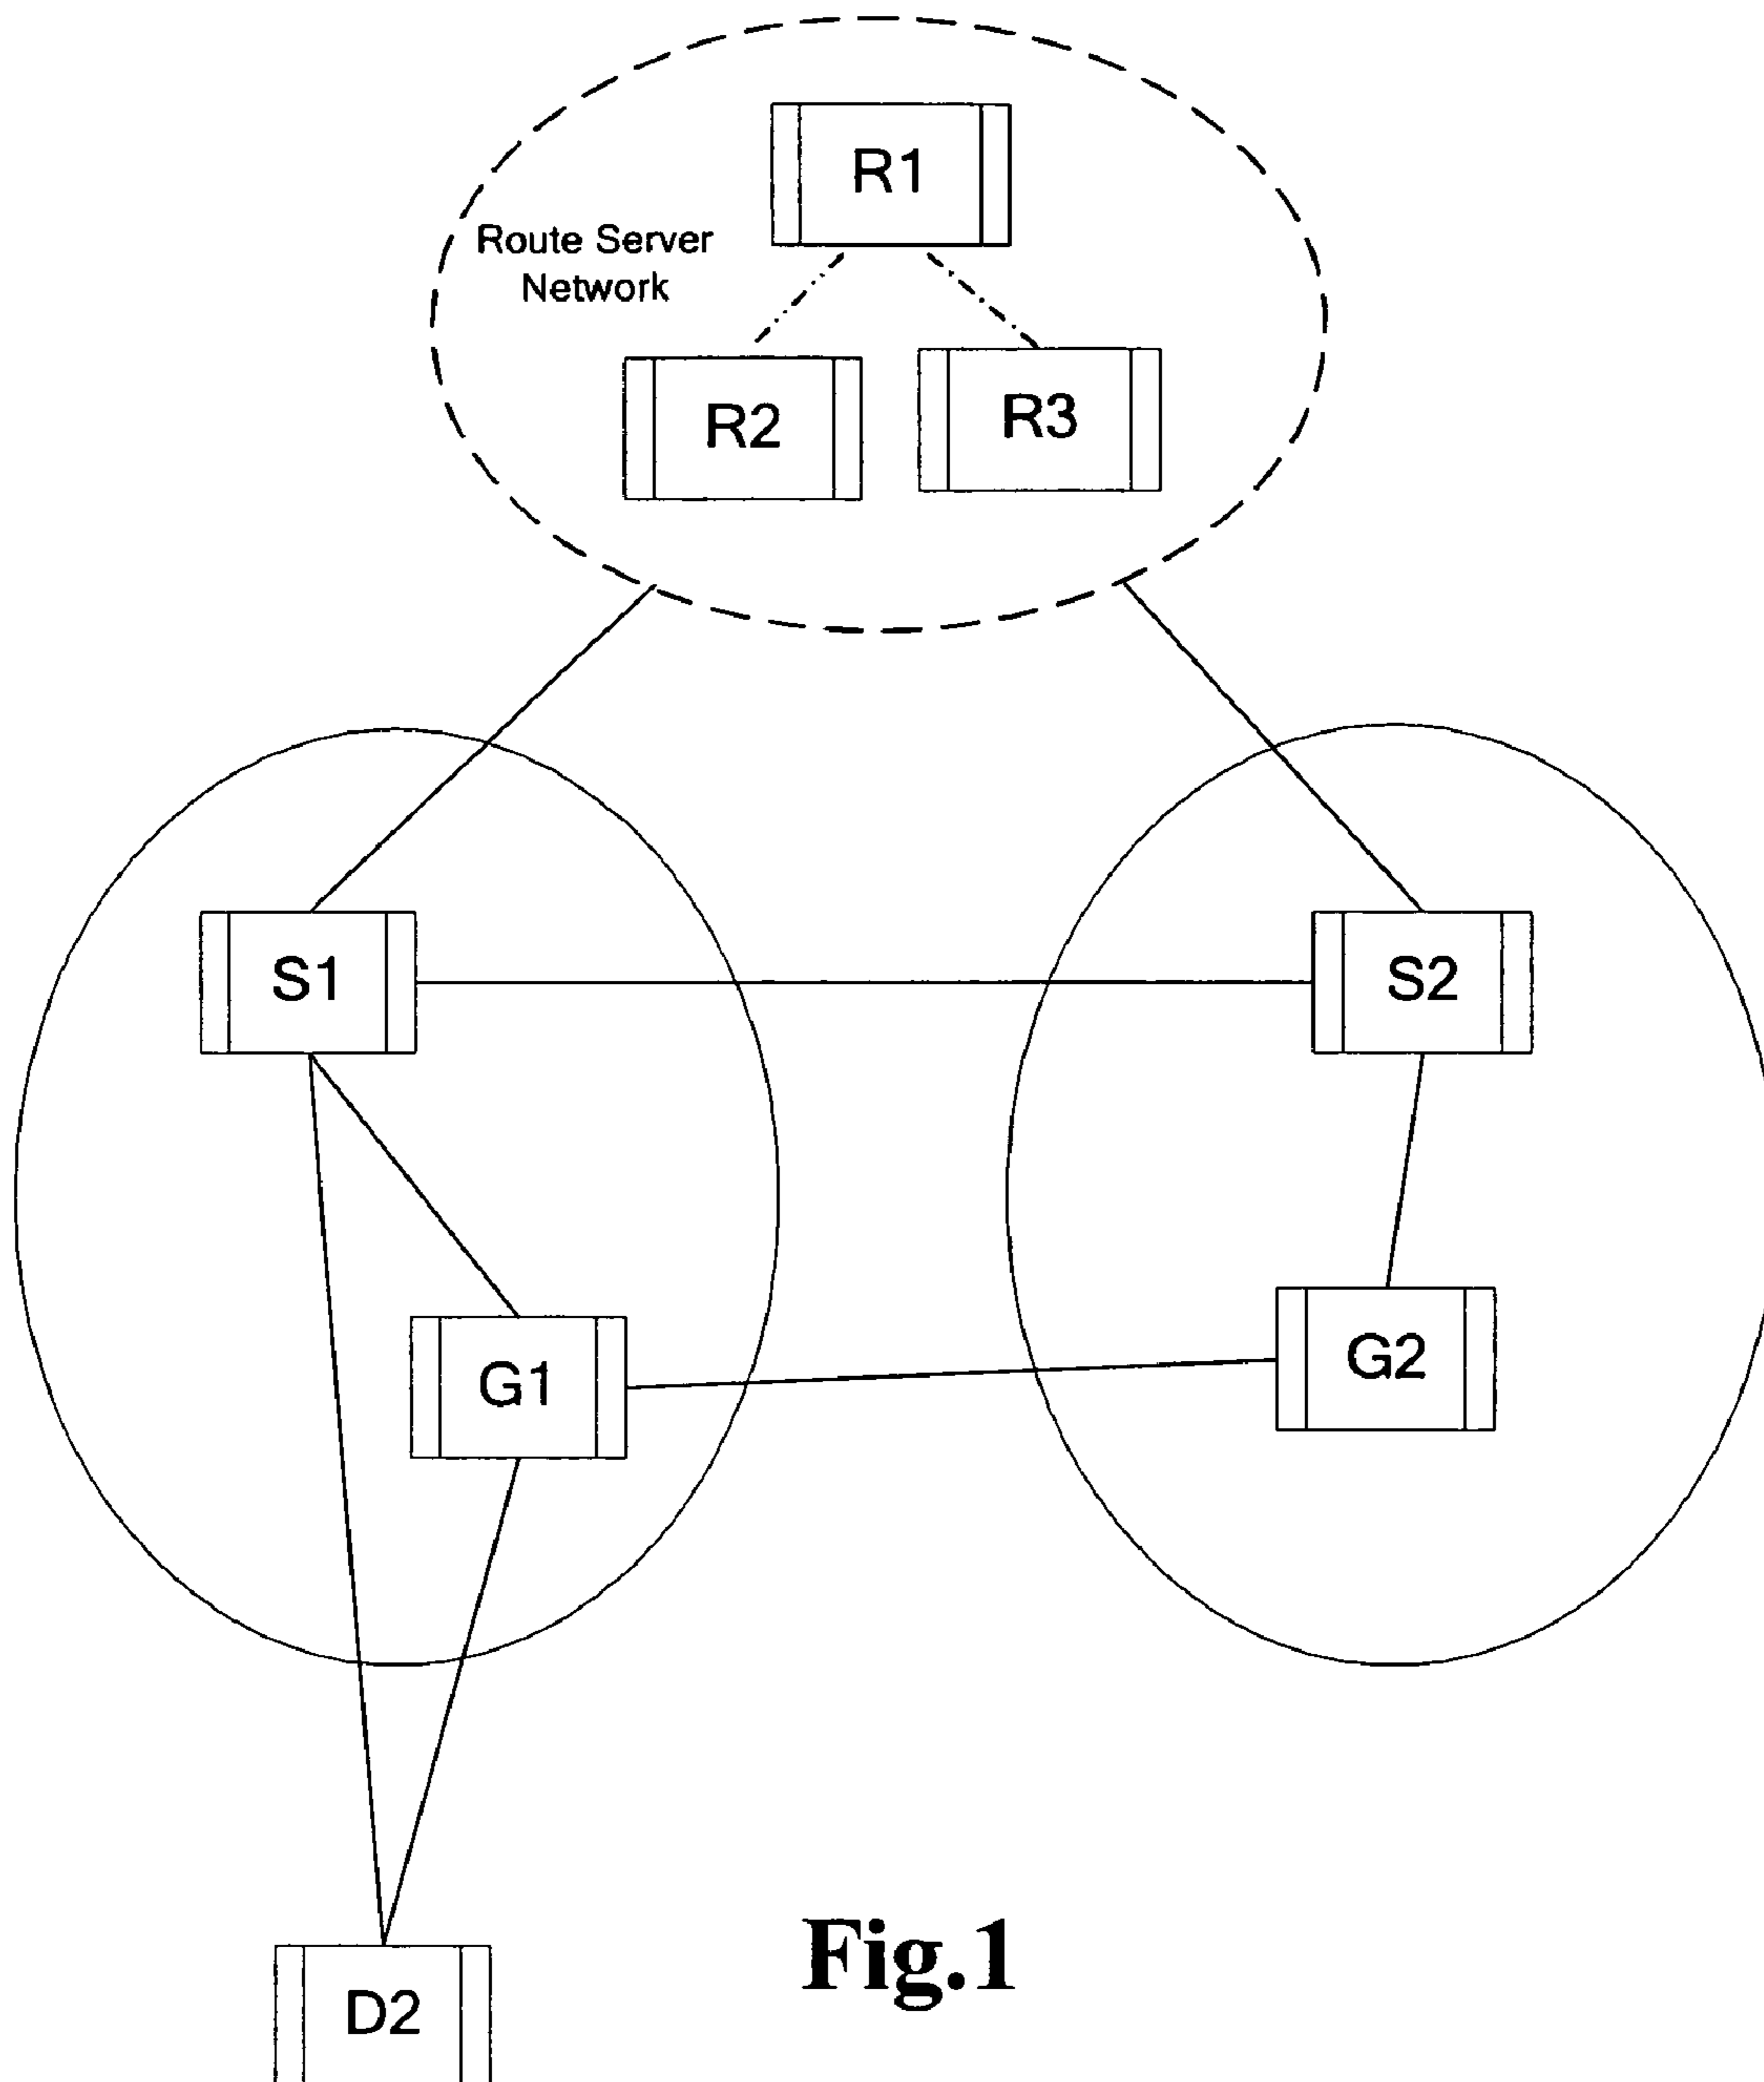 R1
Route Server
Network
R2
R3
S1
S2
G1
G2
Fig.1
D2